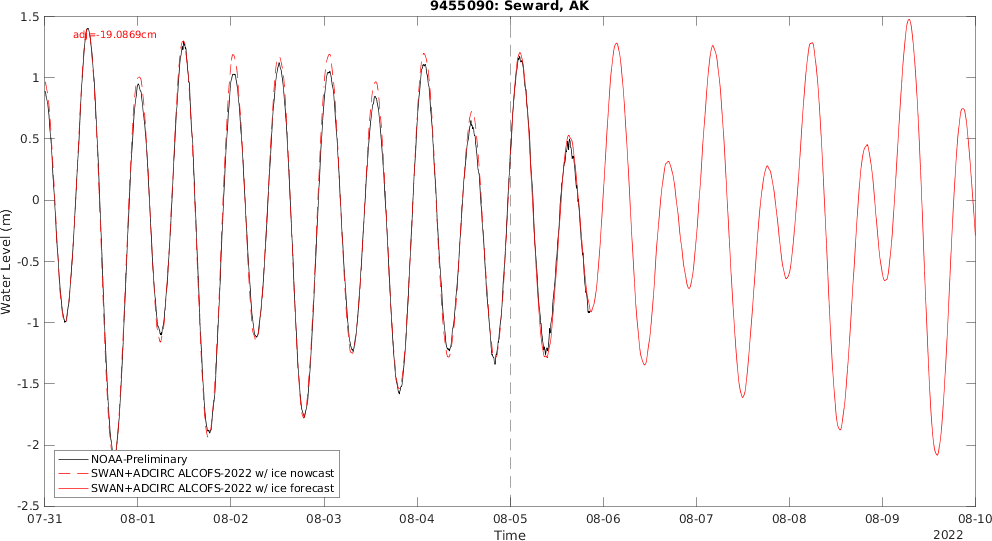 9455090: Seward, AK
adj=-19.0869cm
1.5
1
0.5
0
-0.5
-1
-1.5
-2
-2.5
Water Level (m)
NOAA-Preliminary
SWAN+ADCIRC ALCOFS-2022 w/ ice nowcast
SWAN+ADCIRC ALCOFS-2022 w/ ice forecast
07-31 08-01 08-02 08-03 08-04 08-05 08-06 08-07 08-08 08-09 08-10
Time
2022